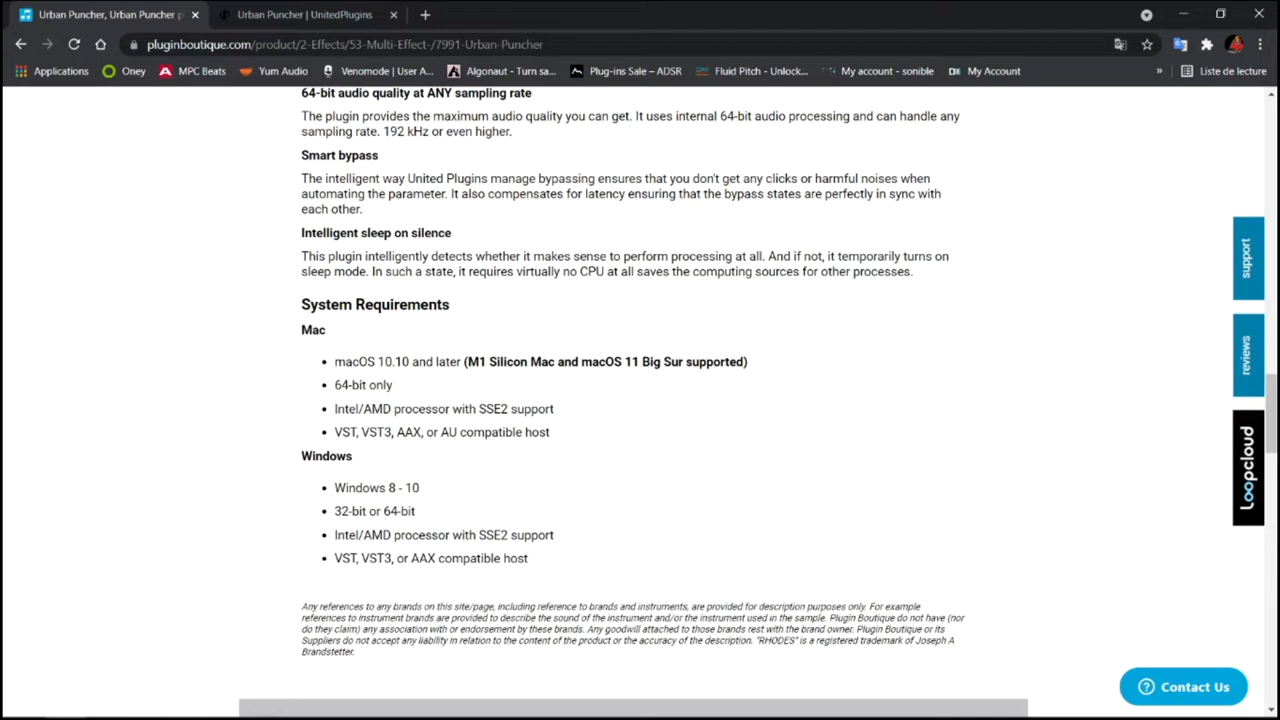 Urban Puncher, Urban Puncher p
Urban Puncher | UnitedPlugins
pluginboutique.com/product/2-Effects/53-Multi-Effect-/7991-Urban-Puncher
Applications
Oney
MPC Beats
Yum Audio
Venomode | User A...
Algonaut - Turn sa...
Plug-ins Sale – ADSR
Fluid Pitch - Unlock...
My account - sonible
My Account
»
Liste de lecture
64-bit audio quality at ANY sampling rate
The plugin provides the maximum audio quality you can get. It uses internal 64-bit audio processing and can handle any
sampling rate. 192 kHz or even higher.
Smart bypass
The intelligent way United Plugins manage bypassing ensures that you don't get any clicks or harmful noises when
automating the parameter. It also compensates for latency ensuring that the bypass states are perfectly in sync with
each other.
Intelligent sleep on silence
This plugin intelligently detects whether it makes sense to perform processing at all. And if not, it temporarily turns on
sleep mode. In such a state, it requires virtually no CPU at all saves the computing sources for other processes.
System Requirements
Mac
• macOS 10.10 and later (M1 Silicon Mac and macOS 11 Big Sur supported)
• 64-bit only
• Intel/AMD processor with SSE2 support
• VST, VST3, AAX, or AU compatible host
Windows
• Windows 8 - 10
• 32-bit or 64-bit
• Intel/AMD processor with SSE2 support
• VST, VST3, or AAX compatible host
Any references to any brands on this site/page, including reference to brands and instruments, are provided for description purposes only. For example
references to instrument brands are provided to describe the sound of the instrument and/or the instrument used in the sample. Plugin Boutique do not have (nor
do they claim) any association with or endorsement by these brands. Any goodwill attached to those brands rest with the brand owner. Plugin Boutique or its
Suppliers do not accept any liability in relation to the content of the product or the accuracy of the description. "RHODES" is a registered trademark of Joseph A
Brandstetter.
support
reviews
Loopcloud
Contact Us